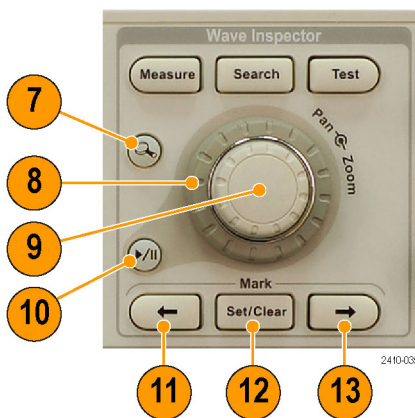 Wave Inspector
Measure Search Test
7
Pan Zoom
8
9
10
Mark
← Set/Clear →
2410-03
11 12 13